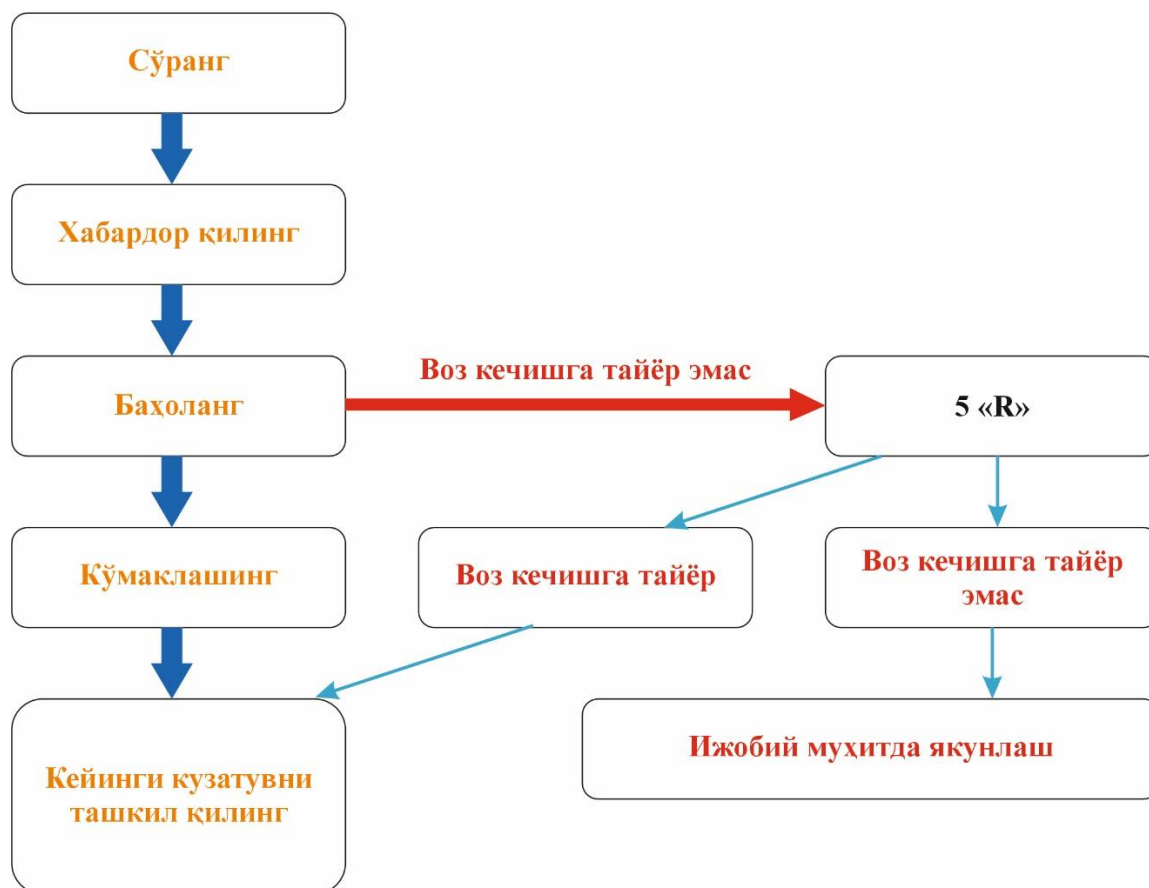 Сўранг
Хабардор қилинг
Баҳоланг
Воз кечишга тайёр эмас
5 «R»
Кўмаклашинг
Воз кечишга тайёр
Воз кечишга тайёр
эмас
Кейинги кузатувни
ташкил қилинг
Ижобий муҳитда якунлаш